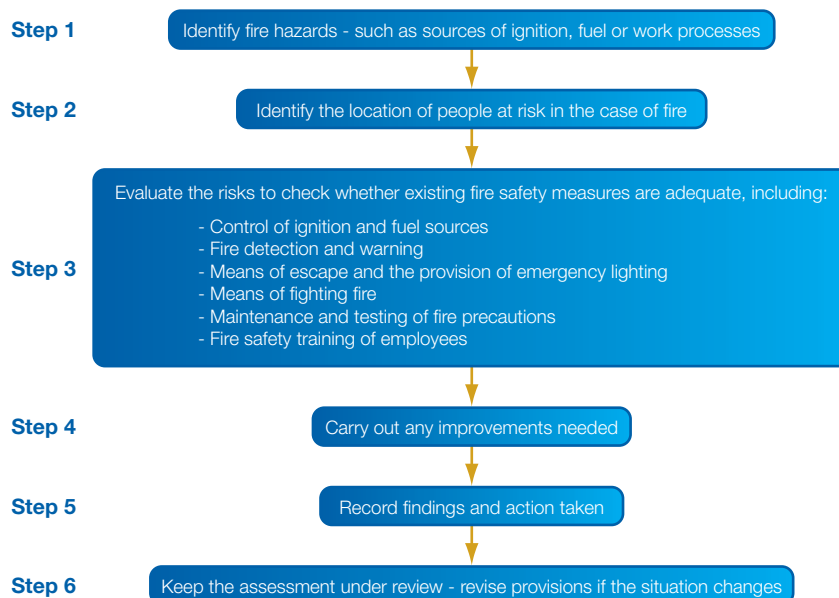 Step 1
Identify fire hazards - such as sources of ignition, fuel or work processes
Step 2
Identify the location of people at risk in the case of fire
Step 3
Evaluate the risks to check whether existing fire safety measures are adequate, including:
- Control of ignition and fuel sources
- Fire detection and warning
- Means of escape and the provision of emergency lighting
- Means of fighting fire
- Maintenance and testing of fire precautions
- Fire safety training of employees
Step 4
Carry out any improvements needed
Step 5
Record findings and action taken
Step 6
Keep the assessment under review - revise provisions if the situation changes